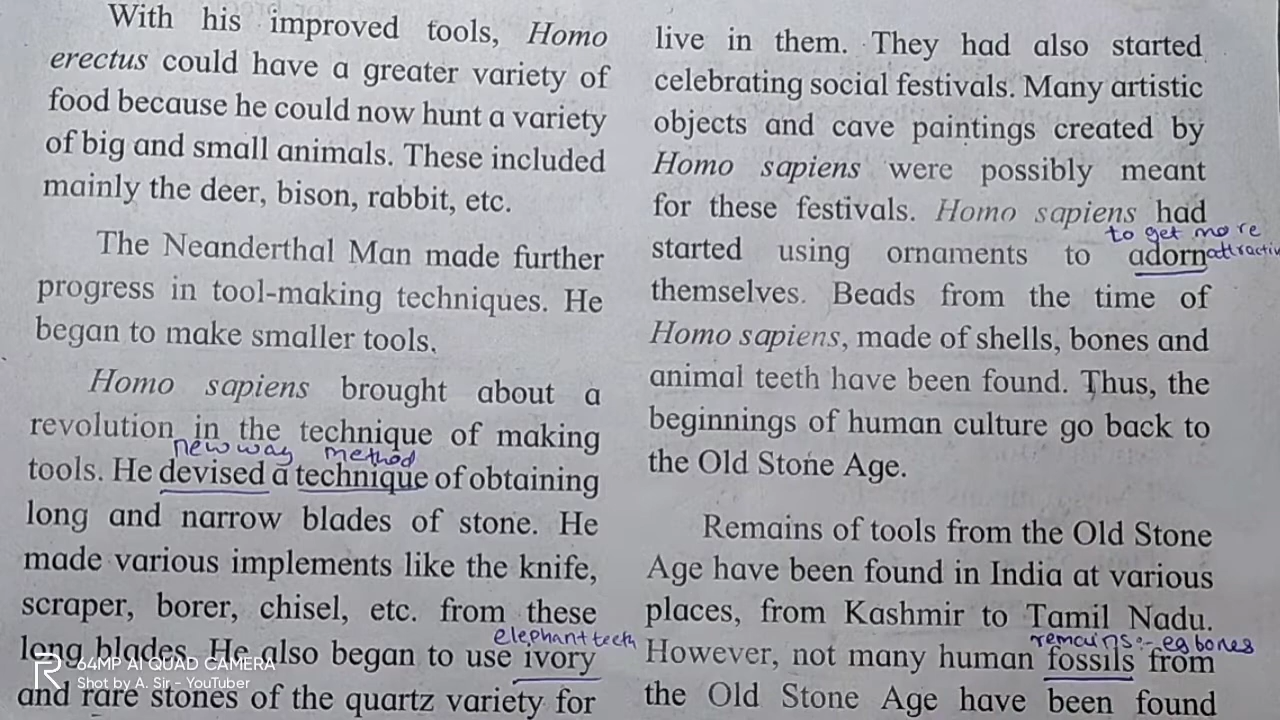 With his improved tools, Homo
erectus could have a greater variety of
food because he could now hunt a variety
of big and small animals. These included
mainly the deer, bison, rabbit, etc.
The Neanderthal Man made further
progress in tool-making techniques. He
began to make smaller tools.
Homo sapiens brought about a
revolution in the technique of making
new way method
tools. He devised a technique of obtaining
long and narrow blades of stone. He
made various implements like the knife,
scraper, borer, chisel, etc. from these
elephant teeth
long blades. He also began to use ivory
and rare stones of the quartz variety for
64MP AI QUAD CAMERA
Shot by A. Sir - YouTuber
live in them. They had also started
celebrating social festivals. Many artistic
objects and cave paintings created by
Homo sapiens were possibly meant
for these festivals. Homo sapiens had
to get more
started using ornaments to adorn
themselves. Beads from the time of
Homo sapiens, made of shells, bones and
animal teeth have been found. Thus, the
beginnings of human culture go back to
the Old Stone Age.
Remains of tools from the Old Stone
Age have been found in India at various
places, from Kashmir to Tamil Nadu.
remains:- eg bones
However, not many human fossils from
the Old Stone Age have been found